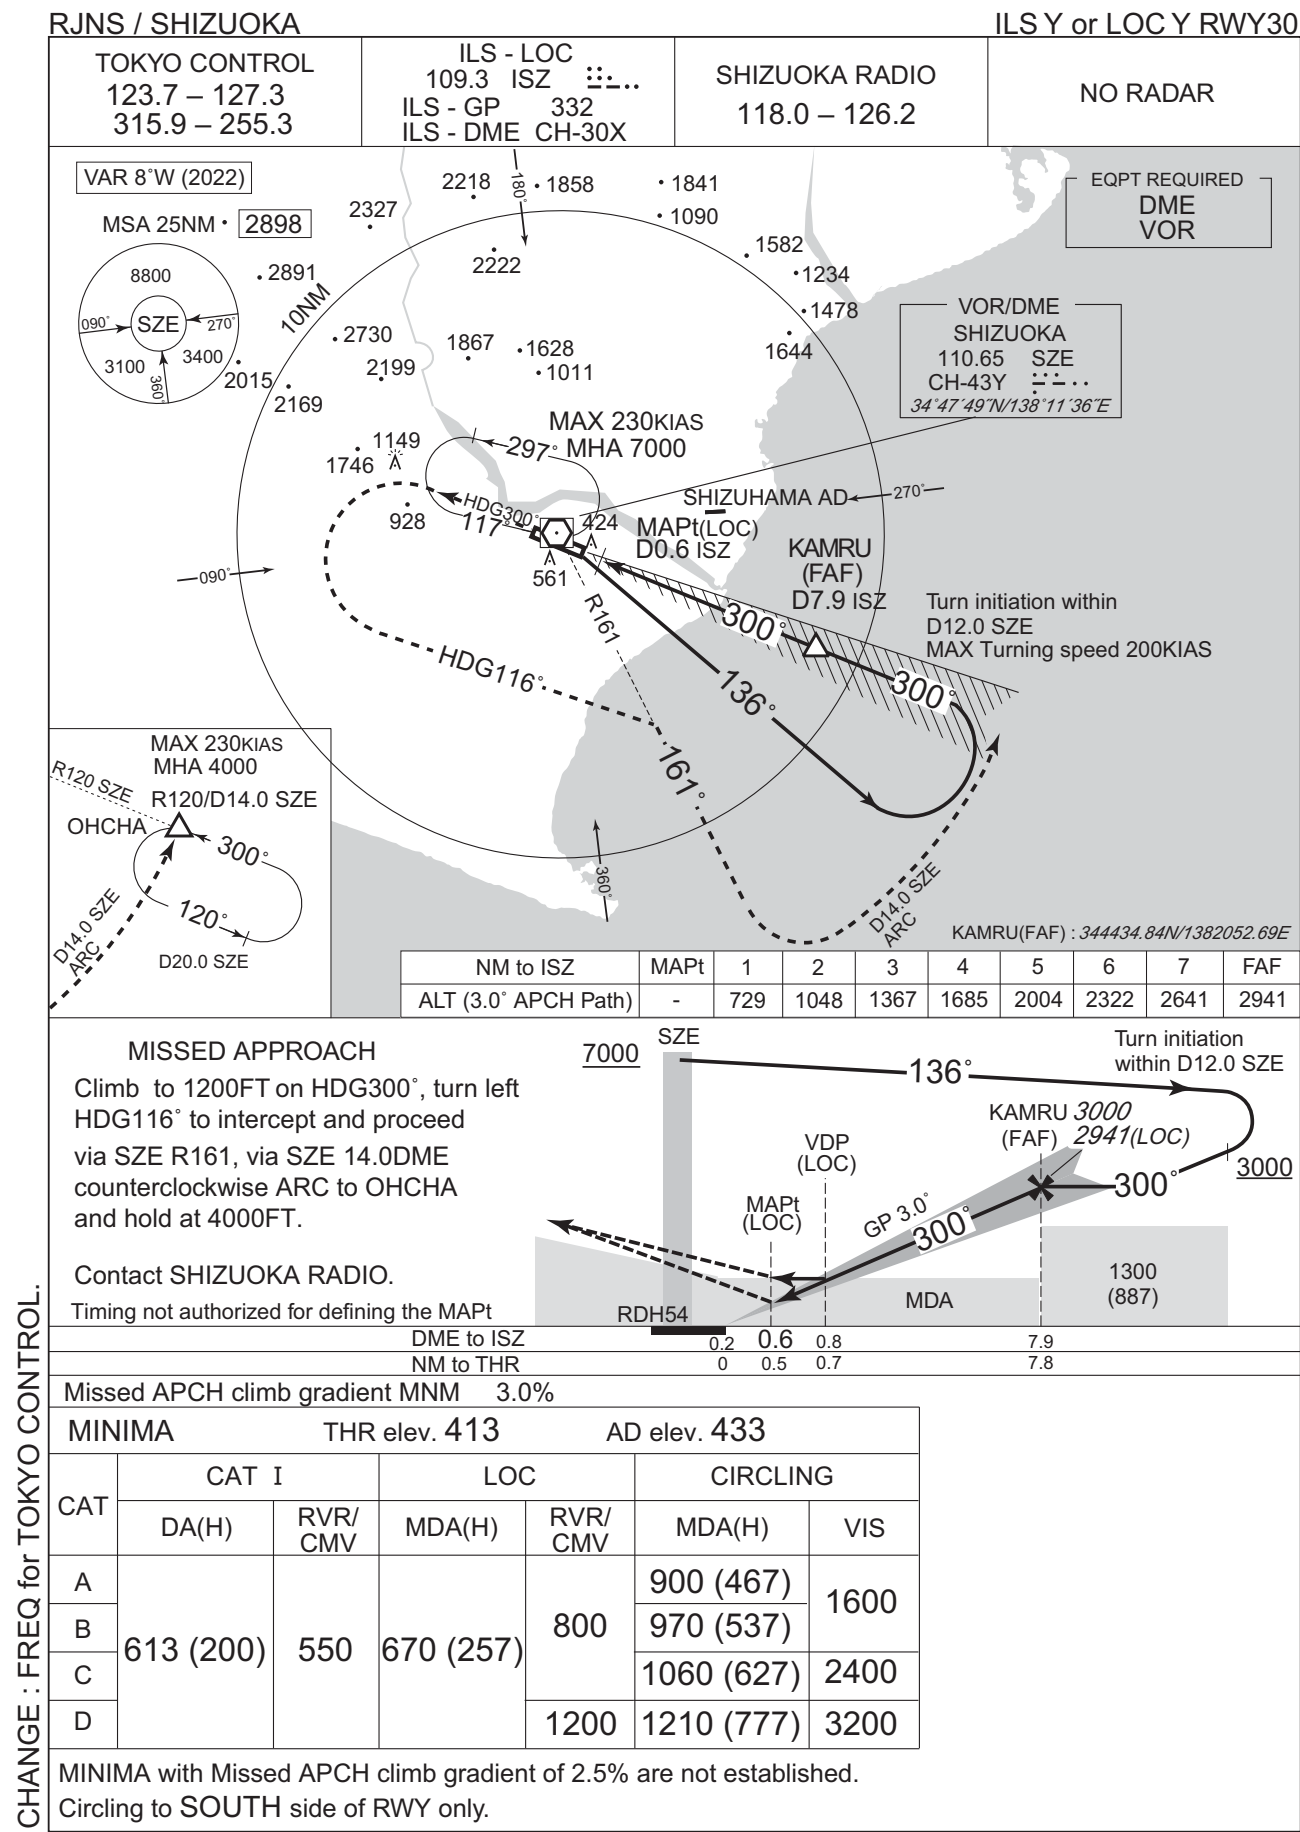 RJNS / SHIZUOKA
ILS Y or LOC Y RWY30
TOKYO CONTROL
123.7 – 127.3
315.9 – 255.3
ILS - LOC
109.3 ISZ
ILS - GP 332
ILS - DME CH-30X
SHIZUOKA RADIO
118.0 – 126.2
NO RADAR
VAR 8˚W (2022)
MSA 25NM
2898
8800
SZE
090˚
270˚
3100
3400
360˚
10NM
2327
2218
180˚
1858
1841
1090
2222
1582
1234
1478
1644
2891
2730
2199
1867
1628
1011
2015
2169
EQPT REQUIRED
DME
VOR
VOR/DME
SHIZUOKA
110.65 SZE
CH-43Y
34˚47´49˝N/138˚11´36˝E
MAX 230KIAS
MHA 7000
297˚
1149
1746
928
HDG300˚
117˚
424
561
SHIZUHAMA AD
270˚
MAPt(LOC)
D0.6 ISZ
KAMRU
(FAF)
D7.9 ISZ
090˚
R161
300˚
Turn initiation within
D12.0 SZE
MAX Turning speed 200KIAS
HDG116˚
136˚
300˚
161˚
360˚
D14.0 SZE
ARC
MAX 230KIAS
MHA 4000
R120 SZE
R120/D14.0 SZE
OHCHA
300˚
120˚
D14.0 SZE
ARC
D20.0 SZE
KAMRU(FAF) : 344434.84N/1382052.69E
NM to ISZ MAPt 1 2 3 4 5 6 7 FAF
ALT (3.0˚ APCH Path) - 729 1048 1367 1685 2004 2322 2641 2941
MISSED APPROACH
Climb to 1200FT on HDG300˚, turn left
HDG116˚ to intercept and proceed
via SZE R161, via SZE 14.0DME
counterclockwise ARC to OHCHA
and hold at 4000FT.
Contact SHIZUOKA RADIO.
Timing not authorized for defining the MAPt
SZE
7000
136˚
Turn initiation
within D12.0 SZE
KAMRU 3000
(FAF) 2941(LOC)
VDP
(LOC)
3000
300˚
MAPt
(LOC)
GP 3.0˚
300˚
1300
(887)
MDA
RDH54
DME to ISZ 0.2 0.6 0.8 7.9
NM to THR 0 0.5 0.7 7.8
Missed APCH climb gradient MNM 3.0%
MINIMA THR elev. 413 AD elev. 433
CAT
CAT I
LOC
CIRCLING
DA(H)
RVR/
CMV
MDA(H)
RVR/
CMV
MDA(H)
VIS
A
B
C
D
613 (200)
550
670 (257)
800
1200
900 (467)
970 (537)
1060 (627)
1210 (777)
1600
2400
3200
MINIMA with Missed APCH climb gradient of 2.5% are not established.
Circling to SOUTH side of RWY only.
CHANGE : FREQ for TOKYO CONTROL.